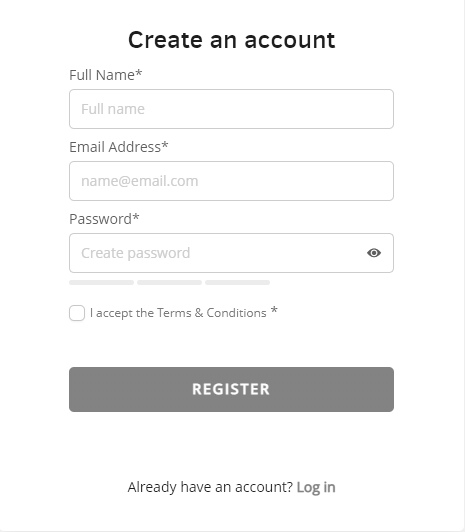 Create an account
Full Name*
Full name
Email Address*
name@email.com
Password*
Create password
I accept the Terms & Conditions *
REGISTER
Already have an account? Log in